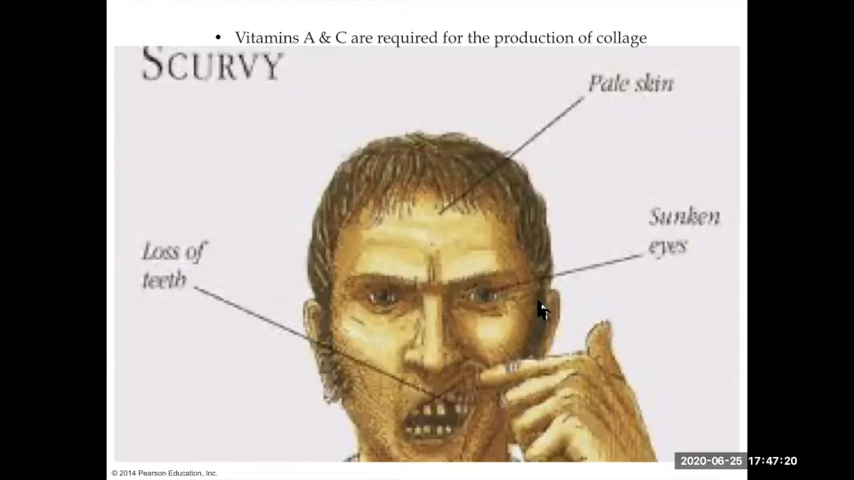 • Vitamins A & C are required for the production of collage
SCURVY
Pale skin
Sunken
eyes
Loss of
teeth
2020-06-25 17:47:20
© 2014 Pearson Education, Inc.